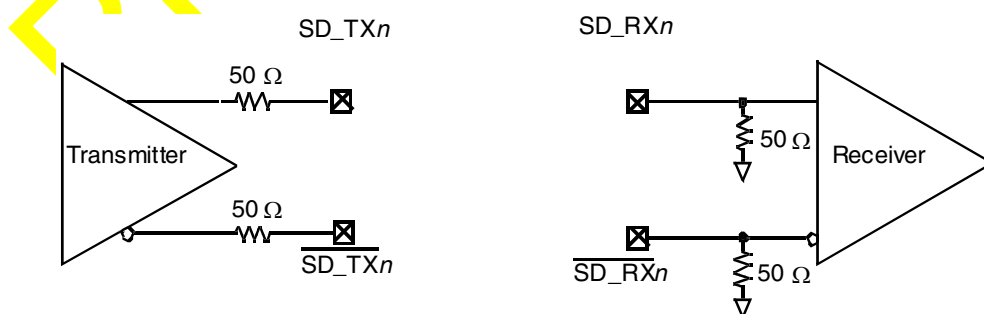 SD_TXn
SD_RXn
50 Ω
Transmitter
50 Ω
Receiver
50 Ω
SD_TXn
SD_RXn
50 Ω